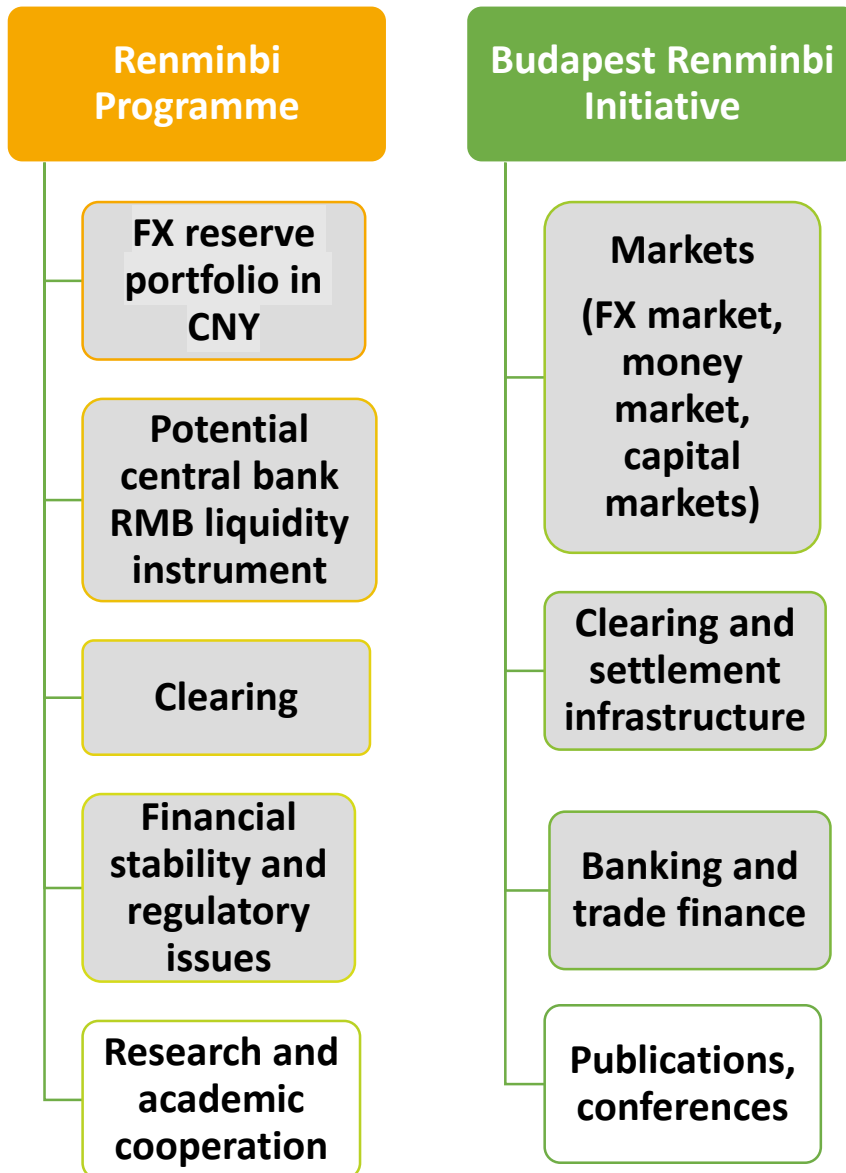 Renminbi
Programme
FX reserve
portfolio in
CNY
Potential
central bank
RMB liquidity
instrument
Clearing
Financial
stability and
regulatory
issues
Research and
academic
cooperation
Budapest Renminbi
Initiative
Markets
(FX market,
money
market,
capital
markets)
Clearing and
settlement
infrastructure
Banking and
trade finance
Publications,
conferences